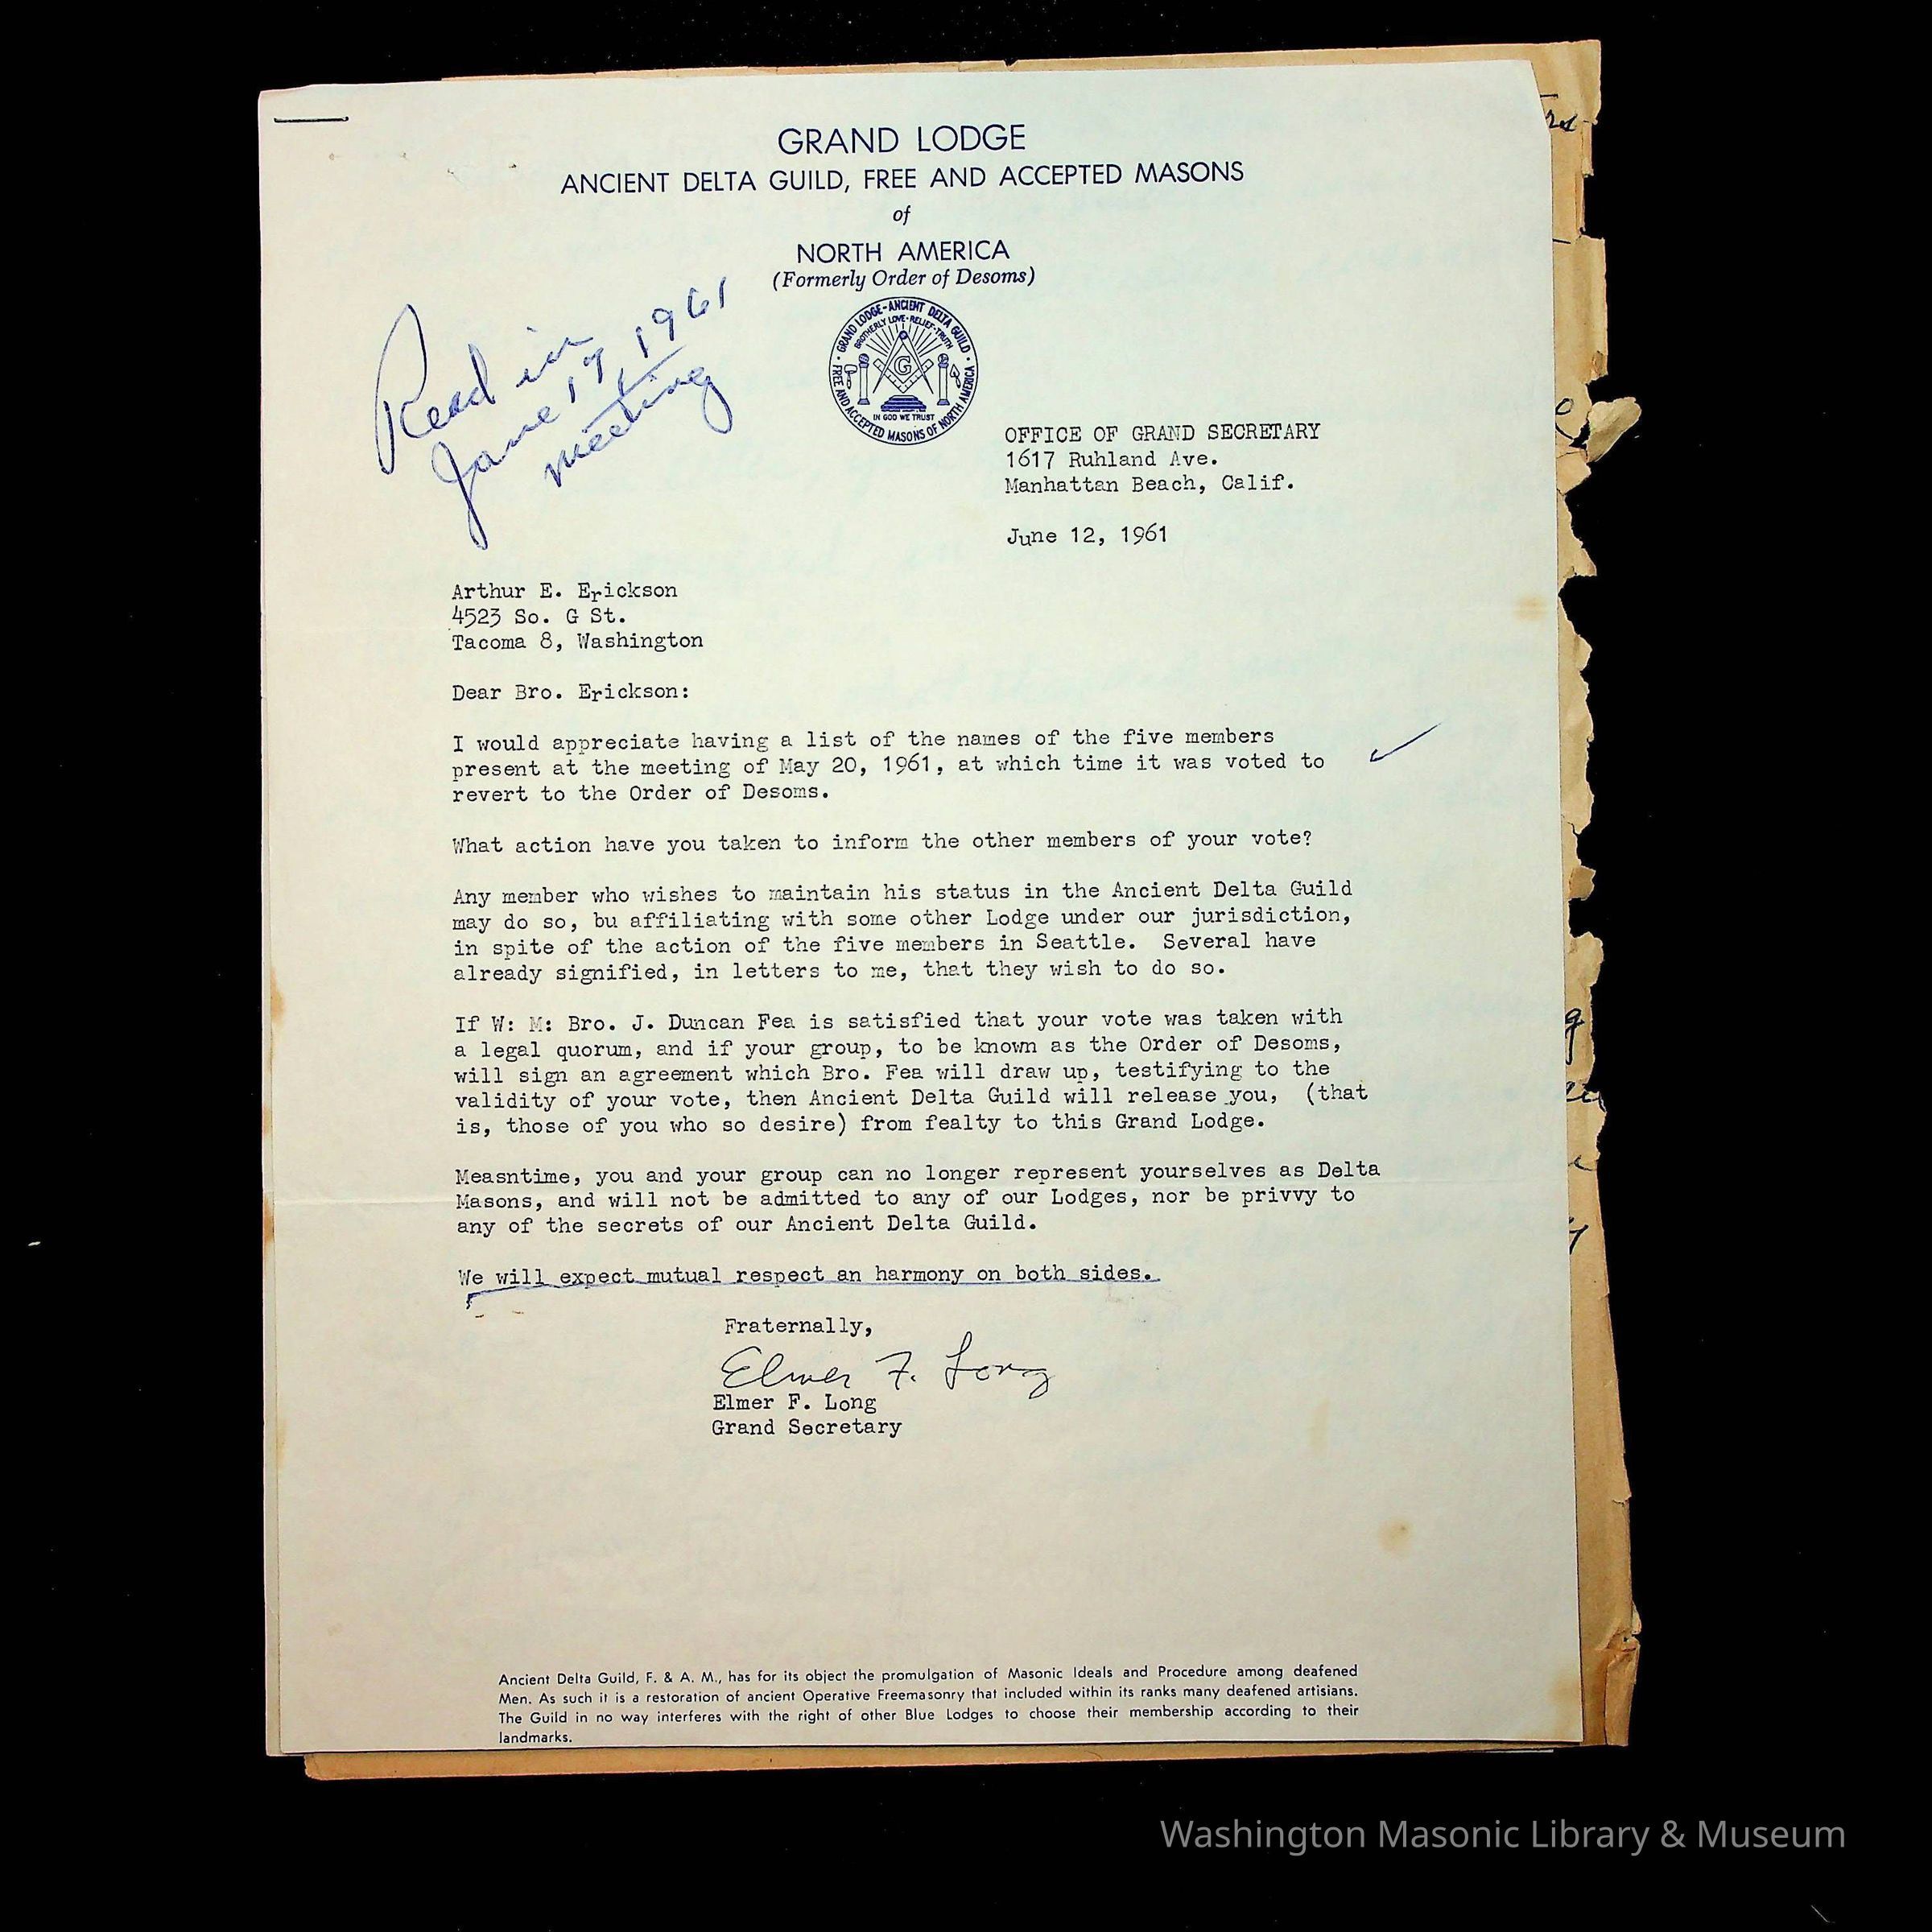 GRAND LODGE
ANCIENT DELTA GUILD, FREE AND ACCEPTED MASONS
of
NORTH AMERICA
(Formerly Order of Desoms)
GRAND LODGE - ANCIENT DELTA GUILD
FREE AND ACCEPTED MASONS OF NORTH AMERICA
BROTHERLY LOVE - RELIEF - TRUTH
G
IN GOD WE TRUST
Read in
June 17, 1961
meeting
OFFICE OF GRAND SECRETARY
1617 Ruhland Ave.
Manhattan Beach, Calif.
June 12, 1961
Arthur E. Erickson
4523 So. G St.
Tacoma 8, Washington
Dear Bro. Erickson:
I would appreciate having a list of the names of the five members
present at the meeting of May 20, 1961, at which time it was voted to
revert to the Order of Desoms.
What action have you taken to inform the other members of your vote?
Any member who wishes to maintain his status in the Ancient Delta Guild
may do so, bu affiliating with some other Lodge under our jurisdiction,
in spite of the action of the five members in Seattle. Several have
already signified, in letters to me, that they wish to do so.
If W: M: Bro. J. Duncan Fea is satisfied that your vote was taken with
a legal quorum, and if your group, to be known as the Order of Desoms,
will sign an agreement which Bro. Fea will draw up, testifying to the
validity of your vote, then Ancient Delta Guild will release you, (that
is, those of you who so desire) from fealty to this Grand Lodge.
Measntime, you and your group can no longer represent yourselves as Delta
Masons, and will not be admitted to any of our Lodges, nor be privvy to
any of the secrets of our Ancient Delta Guild.
We will expect mutual respect an harmony on both sides.
Fraternally,
Elmer F. Long
Elmer F. Long
Grand Secretary
Ancient Delta Guild, F. & A. M., has for its object the promulgation of Masonic Ideals and Procedure among deafened
Men. As such it is a restoration of ancient Operative Freemasonry that included within its ranks many deafened artisians.
The Guild in no way interferes with the right of other Blue Lodges to choose their membership according to their
landmarks.
Washington Masonic Library & Museum